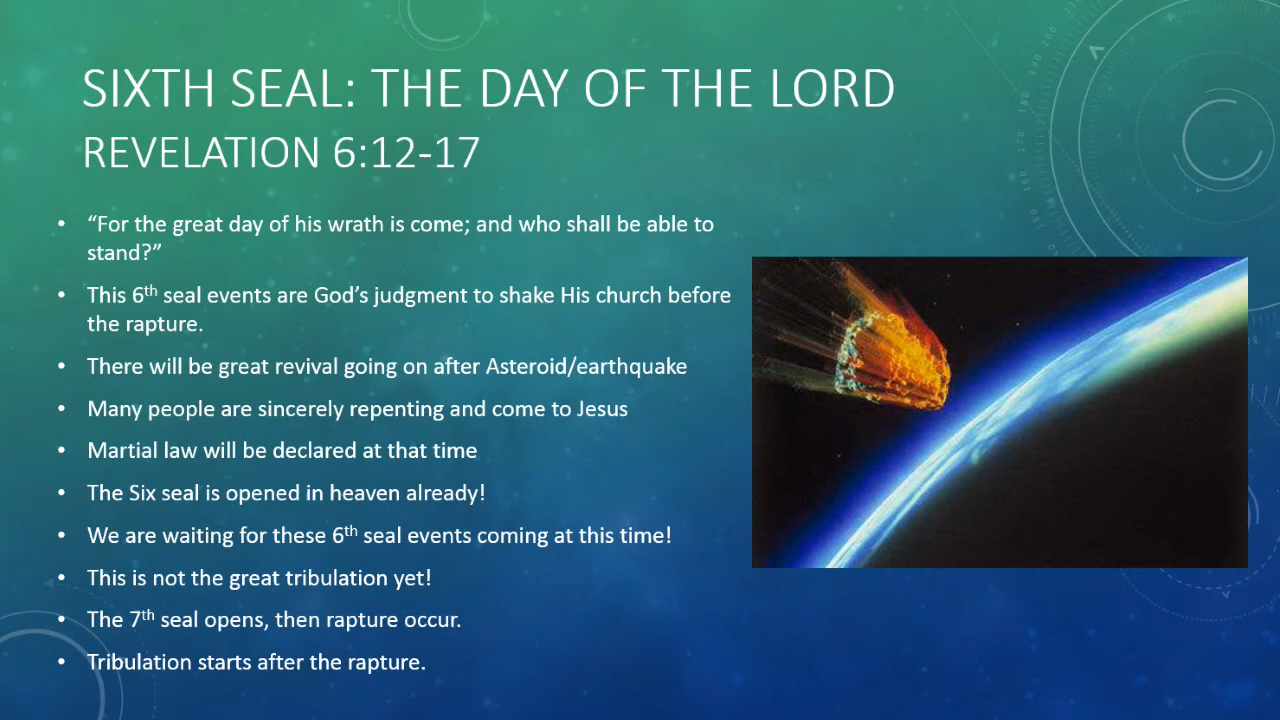 SIXTH SEAL: THE DAY OF THE LORD
REVELATION 6:12-17
• “For the great day of his wrath is come; and who shall be able to
stand?”
• This 6th seal events are God’s judgment to shake His church before
the rapture.
• There will be great revival going on after Asteroid/earthquake
• Many people are sincerely repenting and come to Jesus
• Martial law will be declared at that time
• The Six seal is opened in heaven already!
• We are waiting for these 6th seal events coming at this time!
• This is not the great tribulation yet!
• The 7th seal opens, then rapture occur.
• Tribulation starts after the rapture.